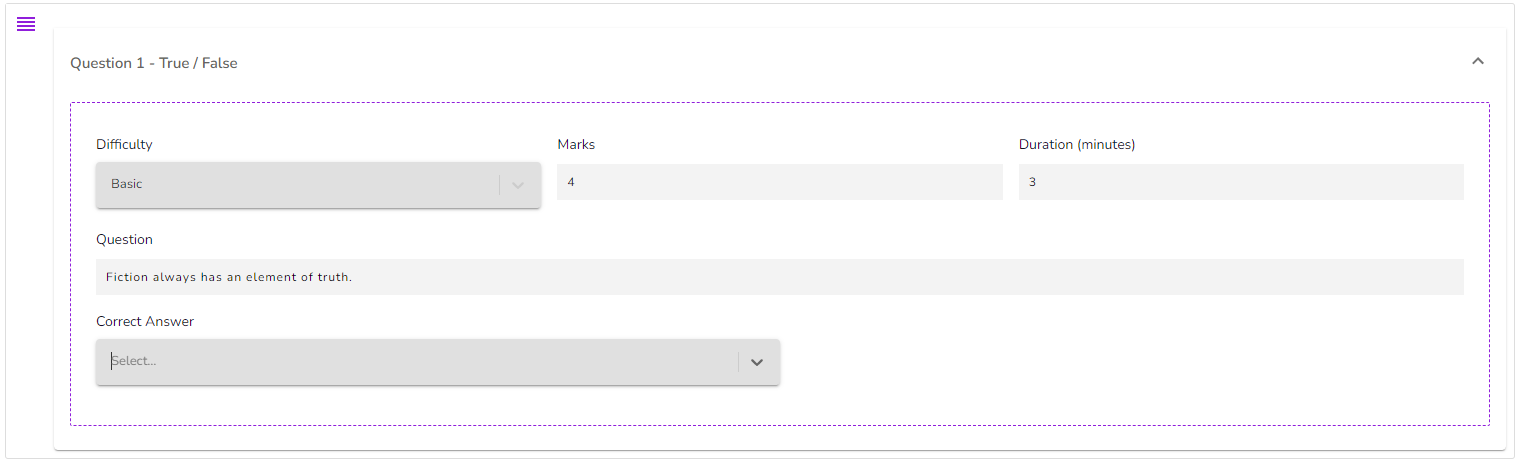 Question 1 - True / False
Difficulty Marks Duration (minutes)
Basic 4 3
Question
Fiction always has an element of truth.
Correct Answer
Select...